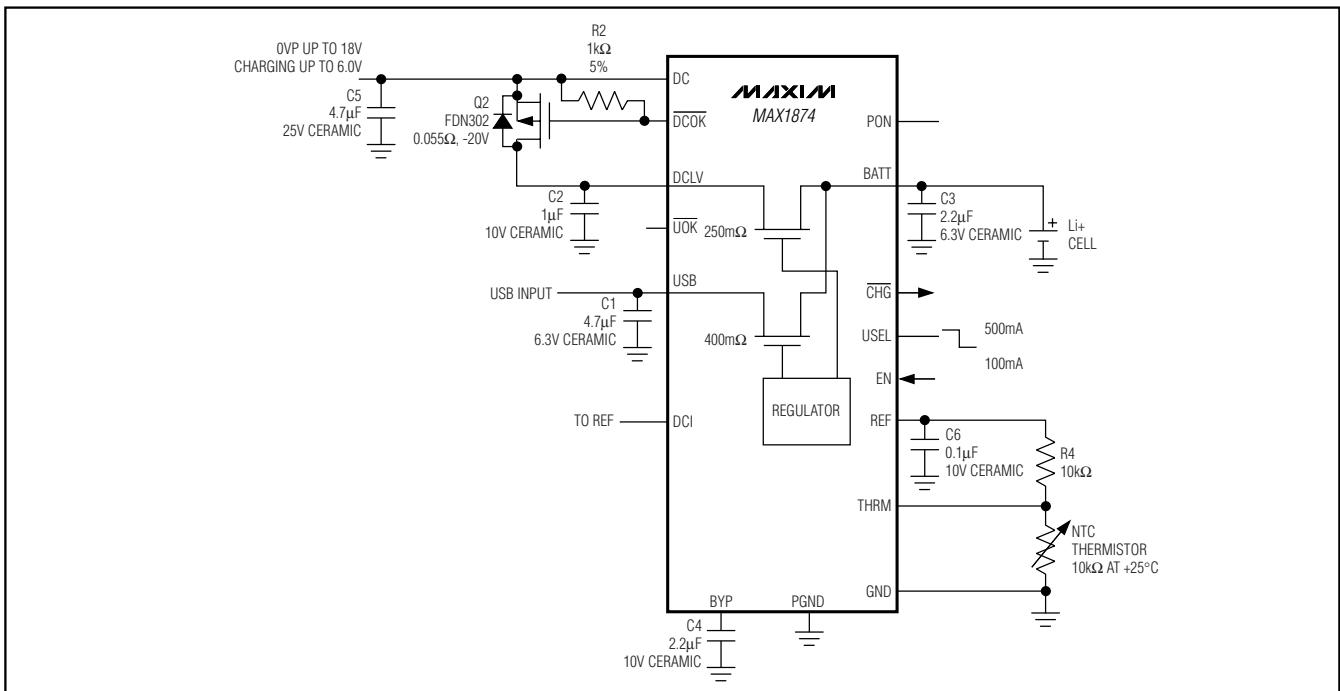 0VP UP TO 18V
CHARGING UP TO 6.0V
C5
4.7µF
25V CERAMIC
Q2
FDN302
0.055Ω, -20V
R2
1kΩ
5%
DC
DCOK
DCLV
C2
1µF
10V CERAMIC
UOK
250mΩ
USB INPUT
USB
C1
4.7µF
6.3V CERAMIC
400mΩ
REGULATOR
TO REF
DCI
MAXIM
MAX1874
PON
BATT
C3
2.2µF
6.3V CERAMIC
+
Li+
CELL
CHG
USEL
500mA
100mA
EN
REF
C6
0.1µF
10V CERAMIC
R4
10kΩ
THRM
NTC
THERMISTOR
10kΩ AT +25°C
GND
BYP
PGND
C4
2.2µF
10V CERAMIC